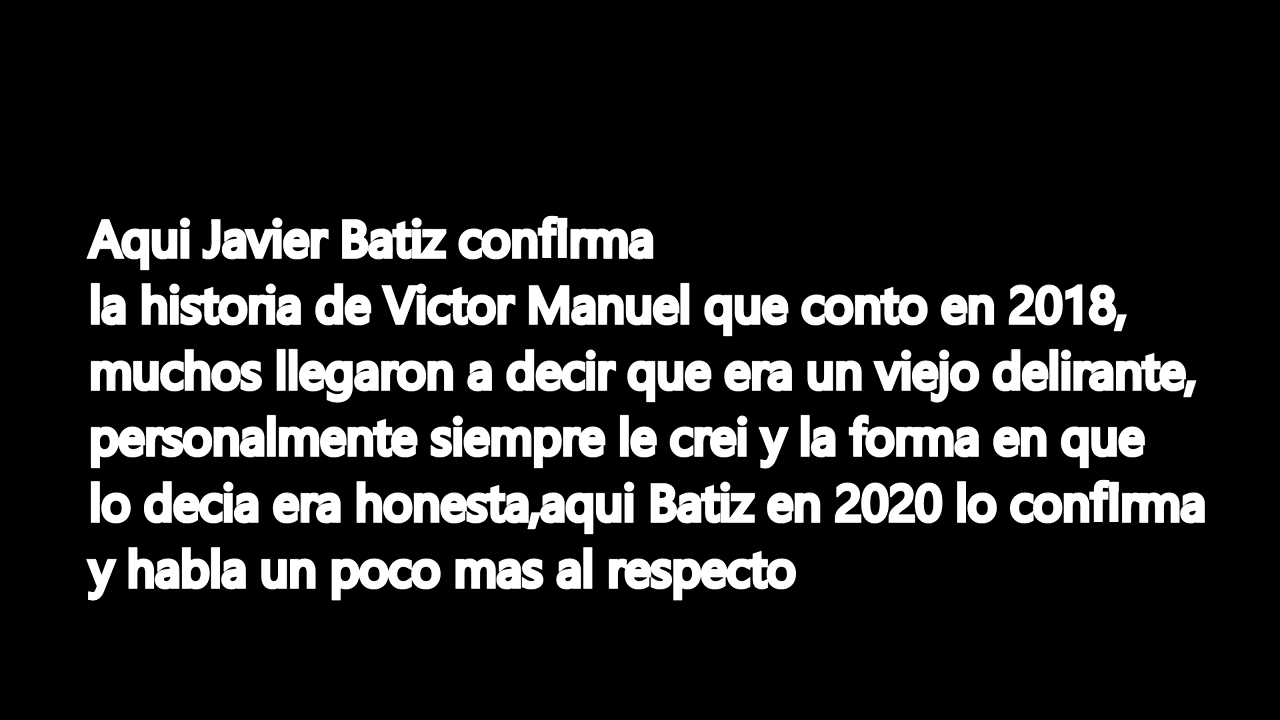 Aqui Javier Batiz confirma
la historia de Victor Manuel que conto en 2018,
muchos llegaron a decir que era un viejo delirante,
personalmente siempre le crei y la forma en que
lo decia era honesta,aqui Batiz en 2020 lo confirma
y habla un poco mas al respecto